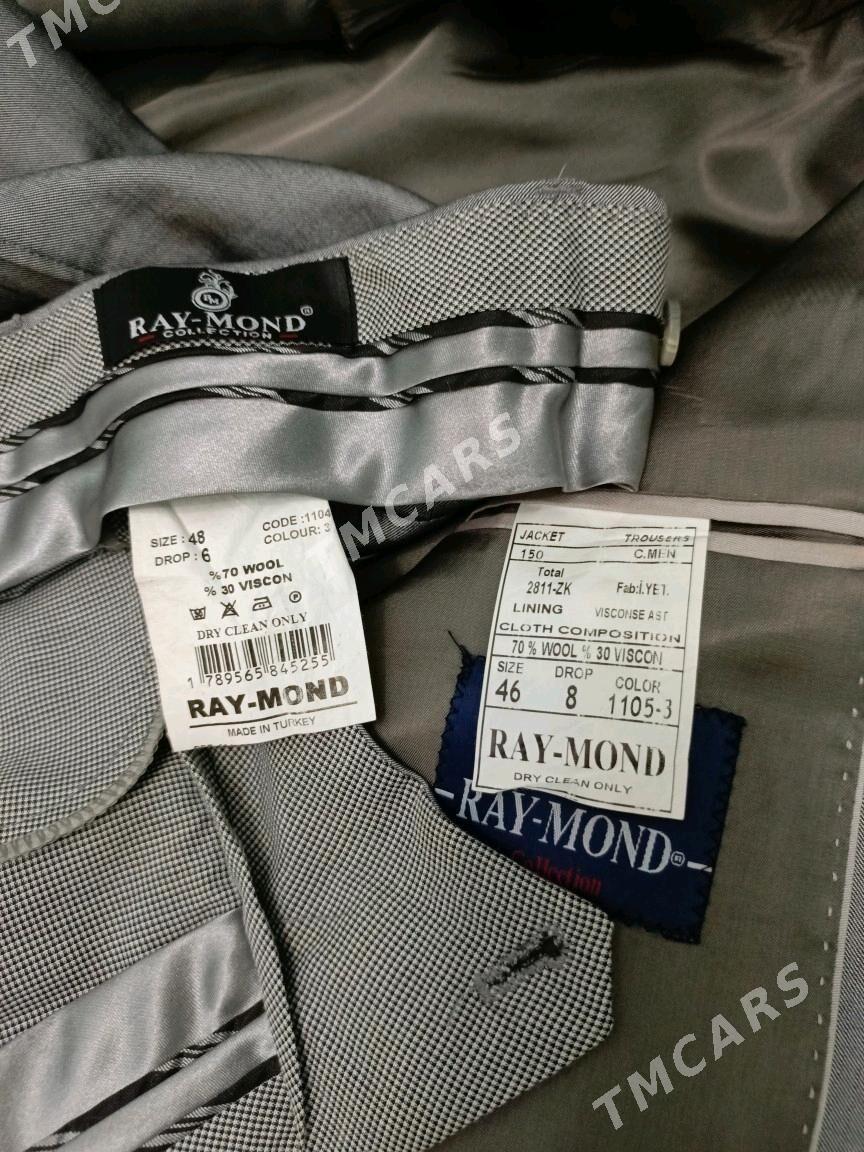 TMCARS
RM
RAY-MOND®
COLLECTION
TMCARS
SIZE : 48
CODE :1104
DROP : 6
COLOUR: 3
%70 WOOL
% 30 VISCON
P
DRY CLEAN ONLY
1 789565 845255
RAY-MOND
MADE IN TURKEY
JACKET TROUSERS
150 C.MEN
Total
2811-ZK Fab:İ.YET.
LINING VISCONSE AST
CLOTH COMPOSITION
70 % WOOL % 30 VISCON
SIZE DROP COLOR
46 8 1105-3
RAY-MOND
DRY CLEAN ONLY
RAY-MOND®
Collection
TMCARS